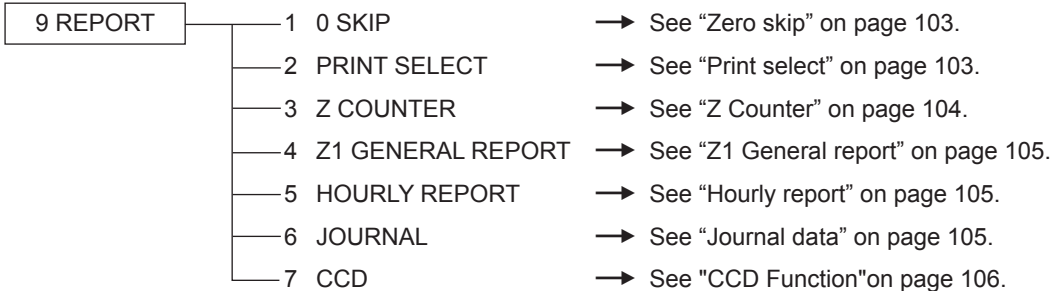 9 REPORT 1 0 SKIP See “Zero skip” on page 103.
2 PRINT SELECT See “Print select” on page 103.
3 Z COUNTER See “Z Counter” on page 104.
4 Z1 GENERAL REPORT See “Z1 General report” on page 105.
5 HOURLY REPORT See “Hourly report” on page 105.
6 JOURNAL See “Journal data” on page 105.
7 CCD See "CCD Function"on page 106.